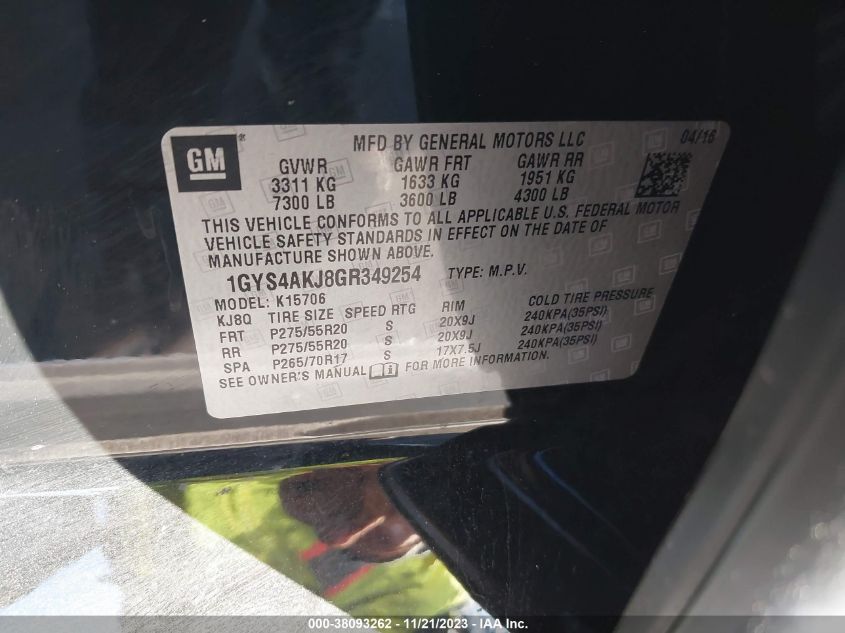 GM
MFD BY GENERAL MOTORS LLC 04/16
GVWR GAWR FRT GAWR RR
3311 KG 1633 KG 1951 KG
7300 LB 3600 LB 4300 LB
THIS VEHICLE CONFORMS TO ALL APPLICABLE U.S. FEDERAL MOTOR
VEHICLE SAFETY STANDARDS IN EFFECT ON THE DATE OF
MANUFACTURE SHOWN ABOVE.
1GYS4AKJ8GR349254 TYPE: M.P.V.
MODEL: K15706
KJ8Q TIRE SIZE SPEED RTG RIM COLD TIRE PRESSURE
FRT P275/55R20 S 20X9J 240KPA(35PSI)
RR P275/55R20 S 20X9J 240KPA(35PSI)
SPA P265/70R17 S 17X7.5J 240KPA(35PSI)
SEE OWNER'S MANUAL FOR MORE INFORMATION.
000-38093262 - 11/21/2023 - IAA Inc.